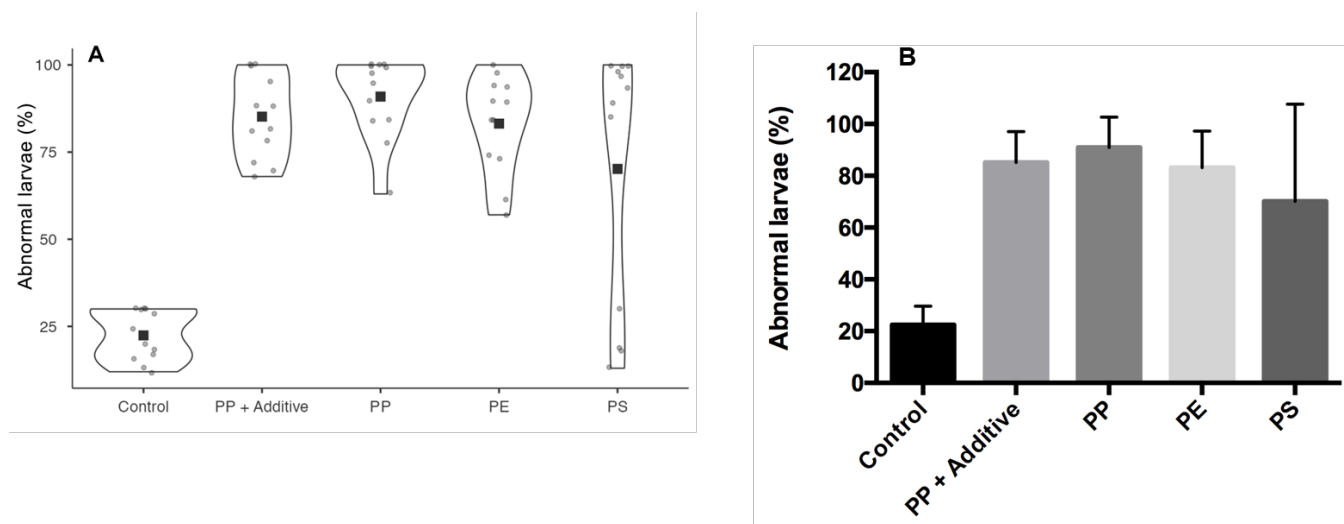 A
Abnormal larvae (%)
100
75
50
25
Control
PP + Additive
PP
PE
PS
B
Abnormal larvae (%)
120
100
80
60
40
20
0
Control
PP + Additive
PP
PE
PS